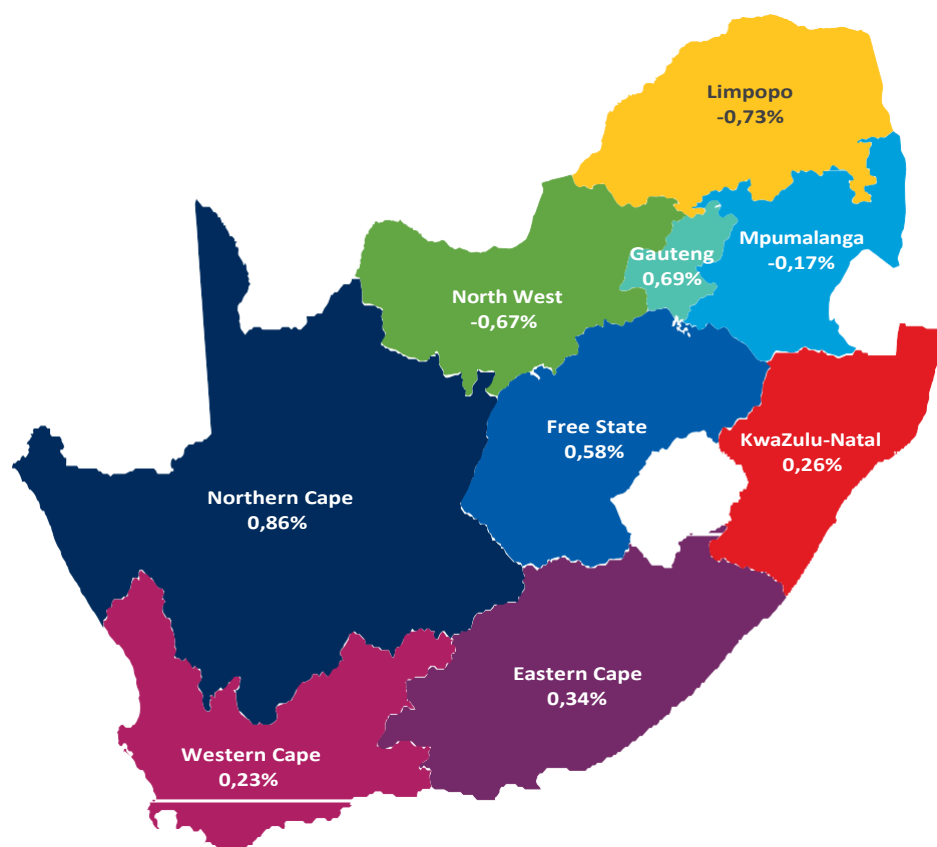 Limpopo
-0,73%
Mpumalanga
-0,17%
Gauteng
0,69%
North West
-0,67%
Free State
0,58%
KwaZulu-Natal
0,26%
Northern Cape
0,86%
Eastern Cape
0,34%
Western Cape
0,23%